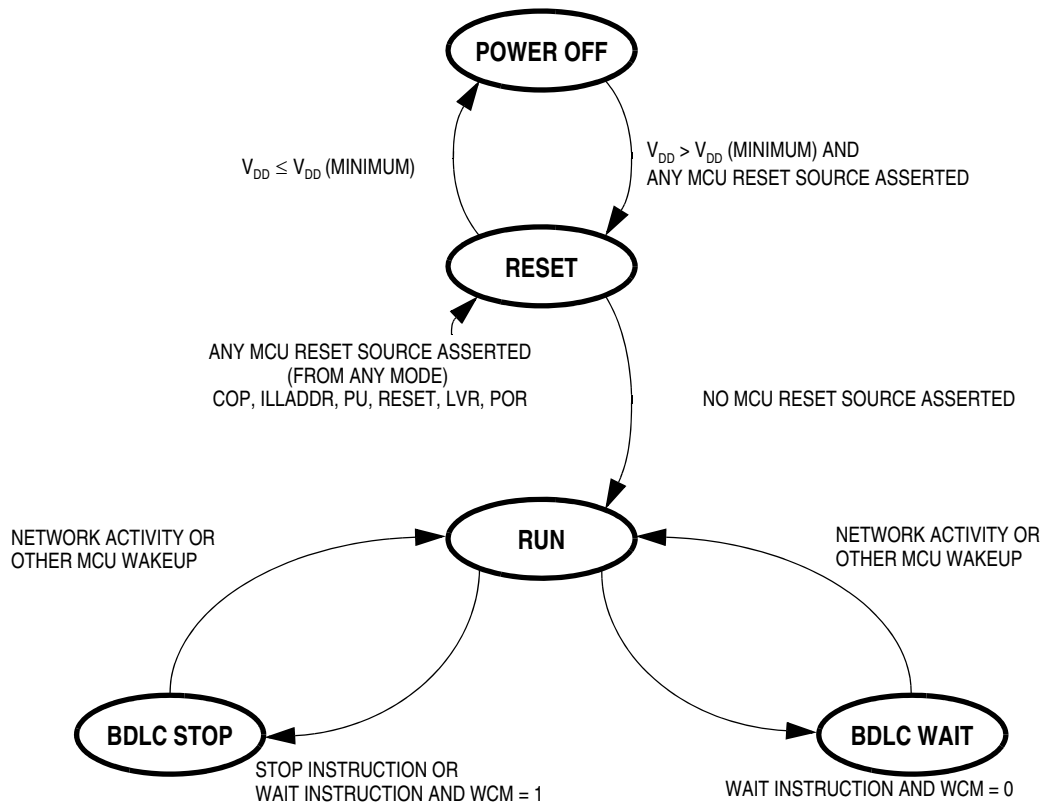 POWER OFF
V_DD ≤ V_DD (MINIMUM)
V_DD > V_DD (MINIMUM) AND
ANY MCU RESET SOURCE ASSERTED
RESET
ANY MCU RESET SOURCE ASSERTED
(FROM ANY MODE)
COP, ILLADDR, PU, RESET, LVR, POR
NO MCU RESET SOURCE ASSERTED
NETWORK ACTIVITY OR
OTHER MCU WAKEUP
RUN
NETWORK ACTIVITY OR
OTHER MCU WAKEUP
BDLC STOP
BDLC WAIT
STOP INSTRUCTION OR
WAIT INSTRUCTION AND WCM = 1
WAIT INSTRUCTION AND WCM = 0